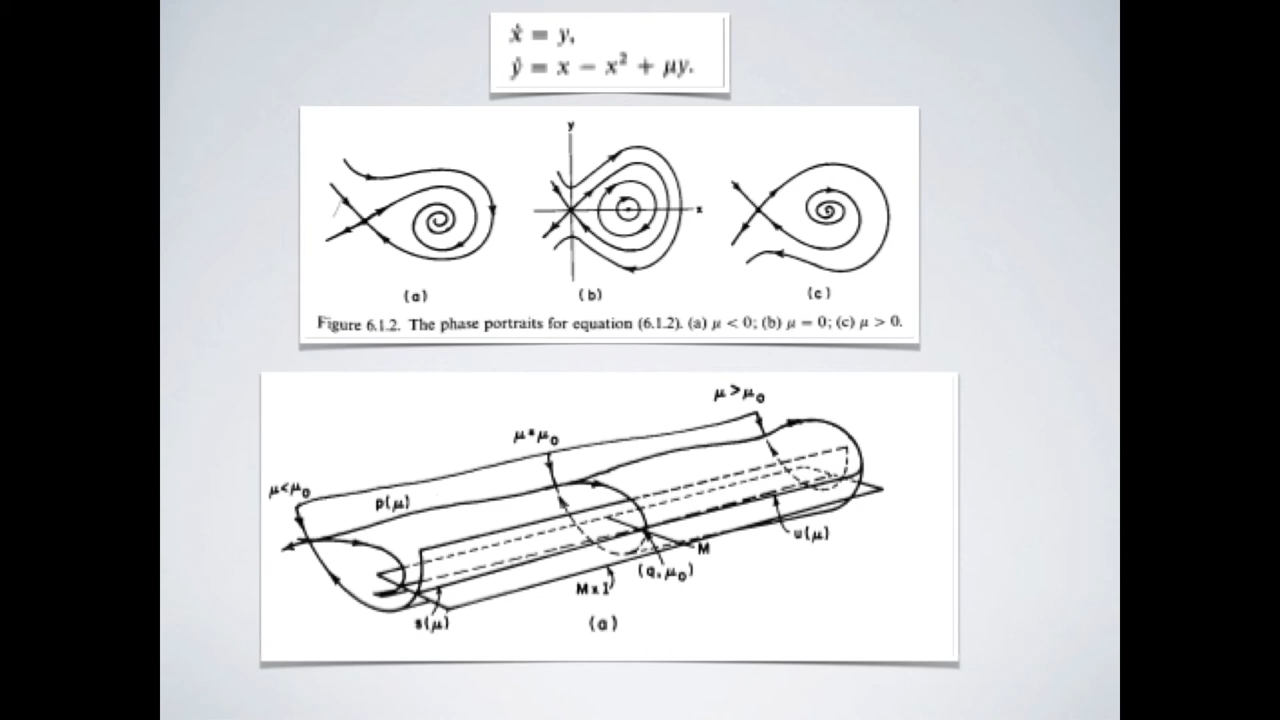 ẋ = y,
ẏ = x − x² + μy.
y
x
(a)
(b)
(c)
Figure 6.1.2. The phase portraits for equation (6.1.2). (a) μ < 0; (b) μ = 0; (c) μ > 0.
μ>μ₀
μ=μ₀
μ<μ₀
p(μ)
u(μ)
M
(q, μ₀)
M×I
s(μ)
(a)